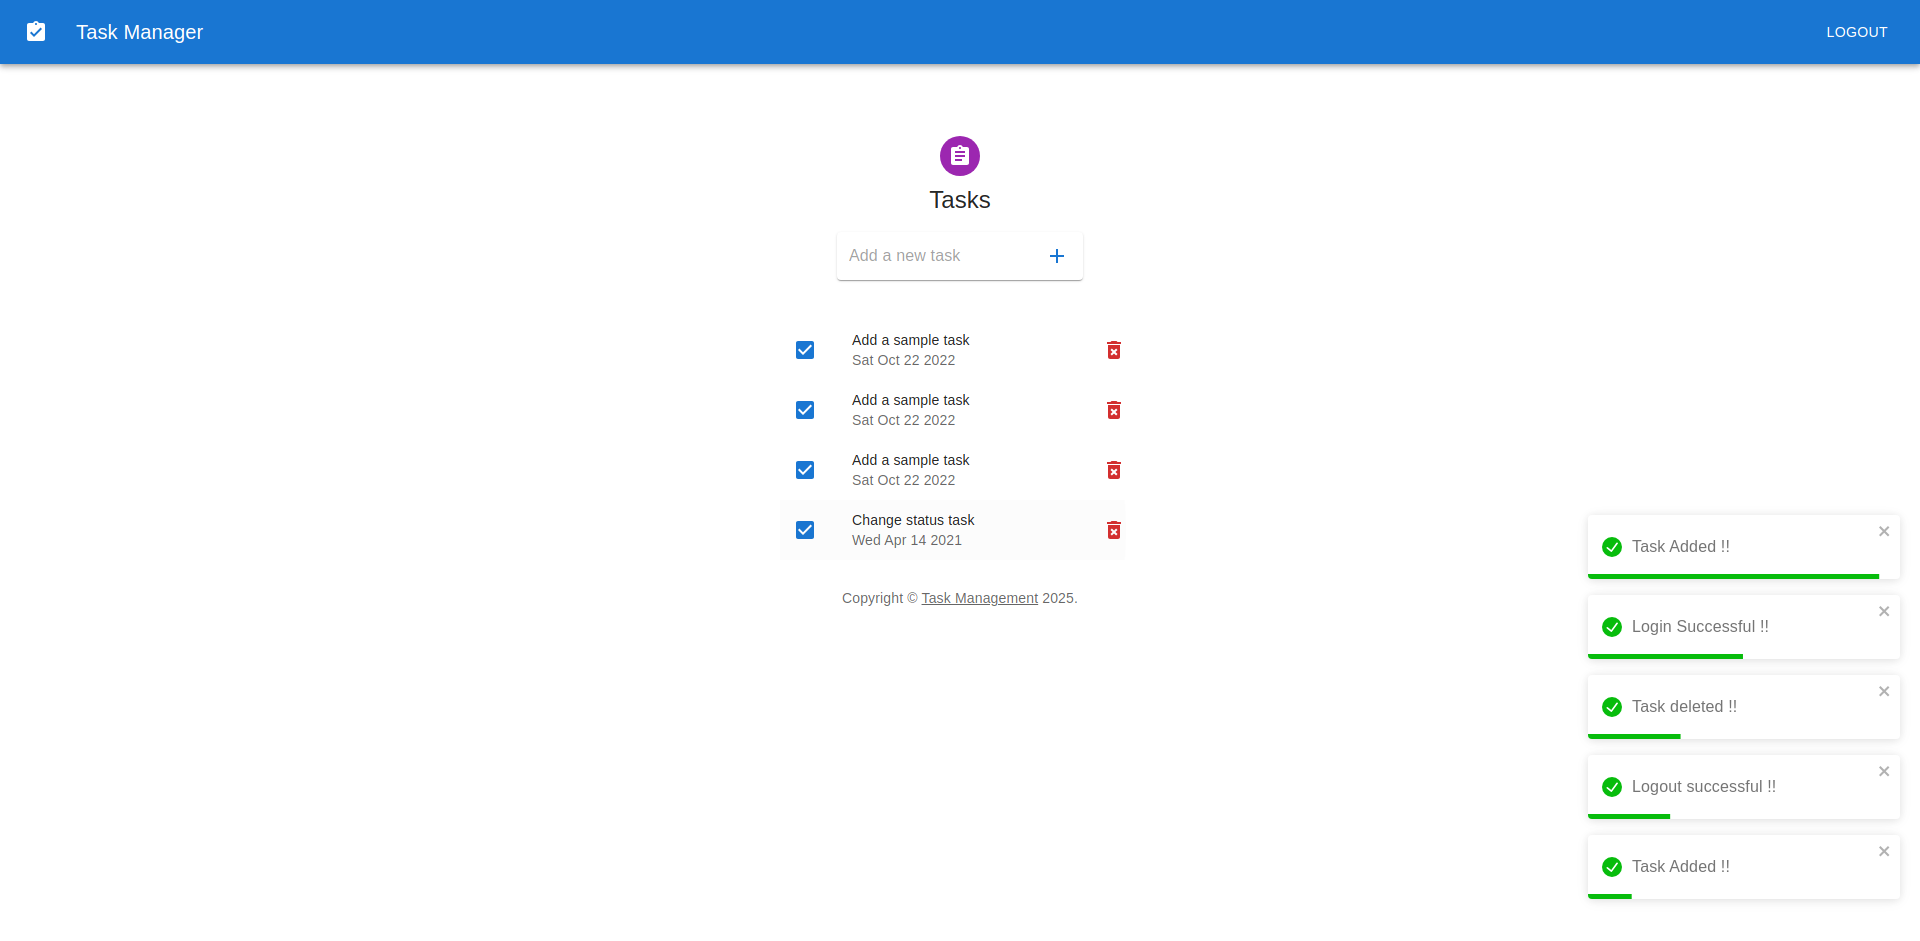 Task Manager
LOGOUT
Tasks
Add a new task
Add a sample task
Sat Oct 22 2022
Add a sample task
Sat Oct 22 2022
Add a sample task
Sat Oct 22 2022
Change status task
Wed Apr 14 2021
Copyright © Task Management 2025.
Task Added !!
Login Successful !!
Task deleted !!
Logout successful !!
Task Added !!